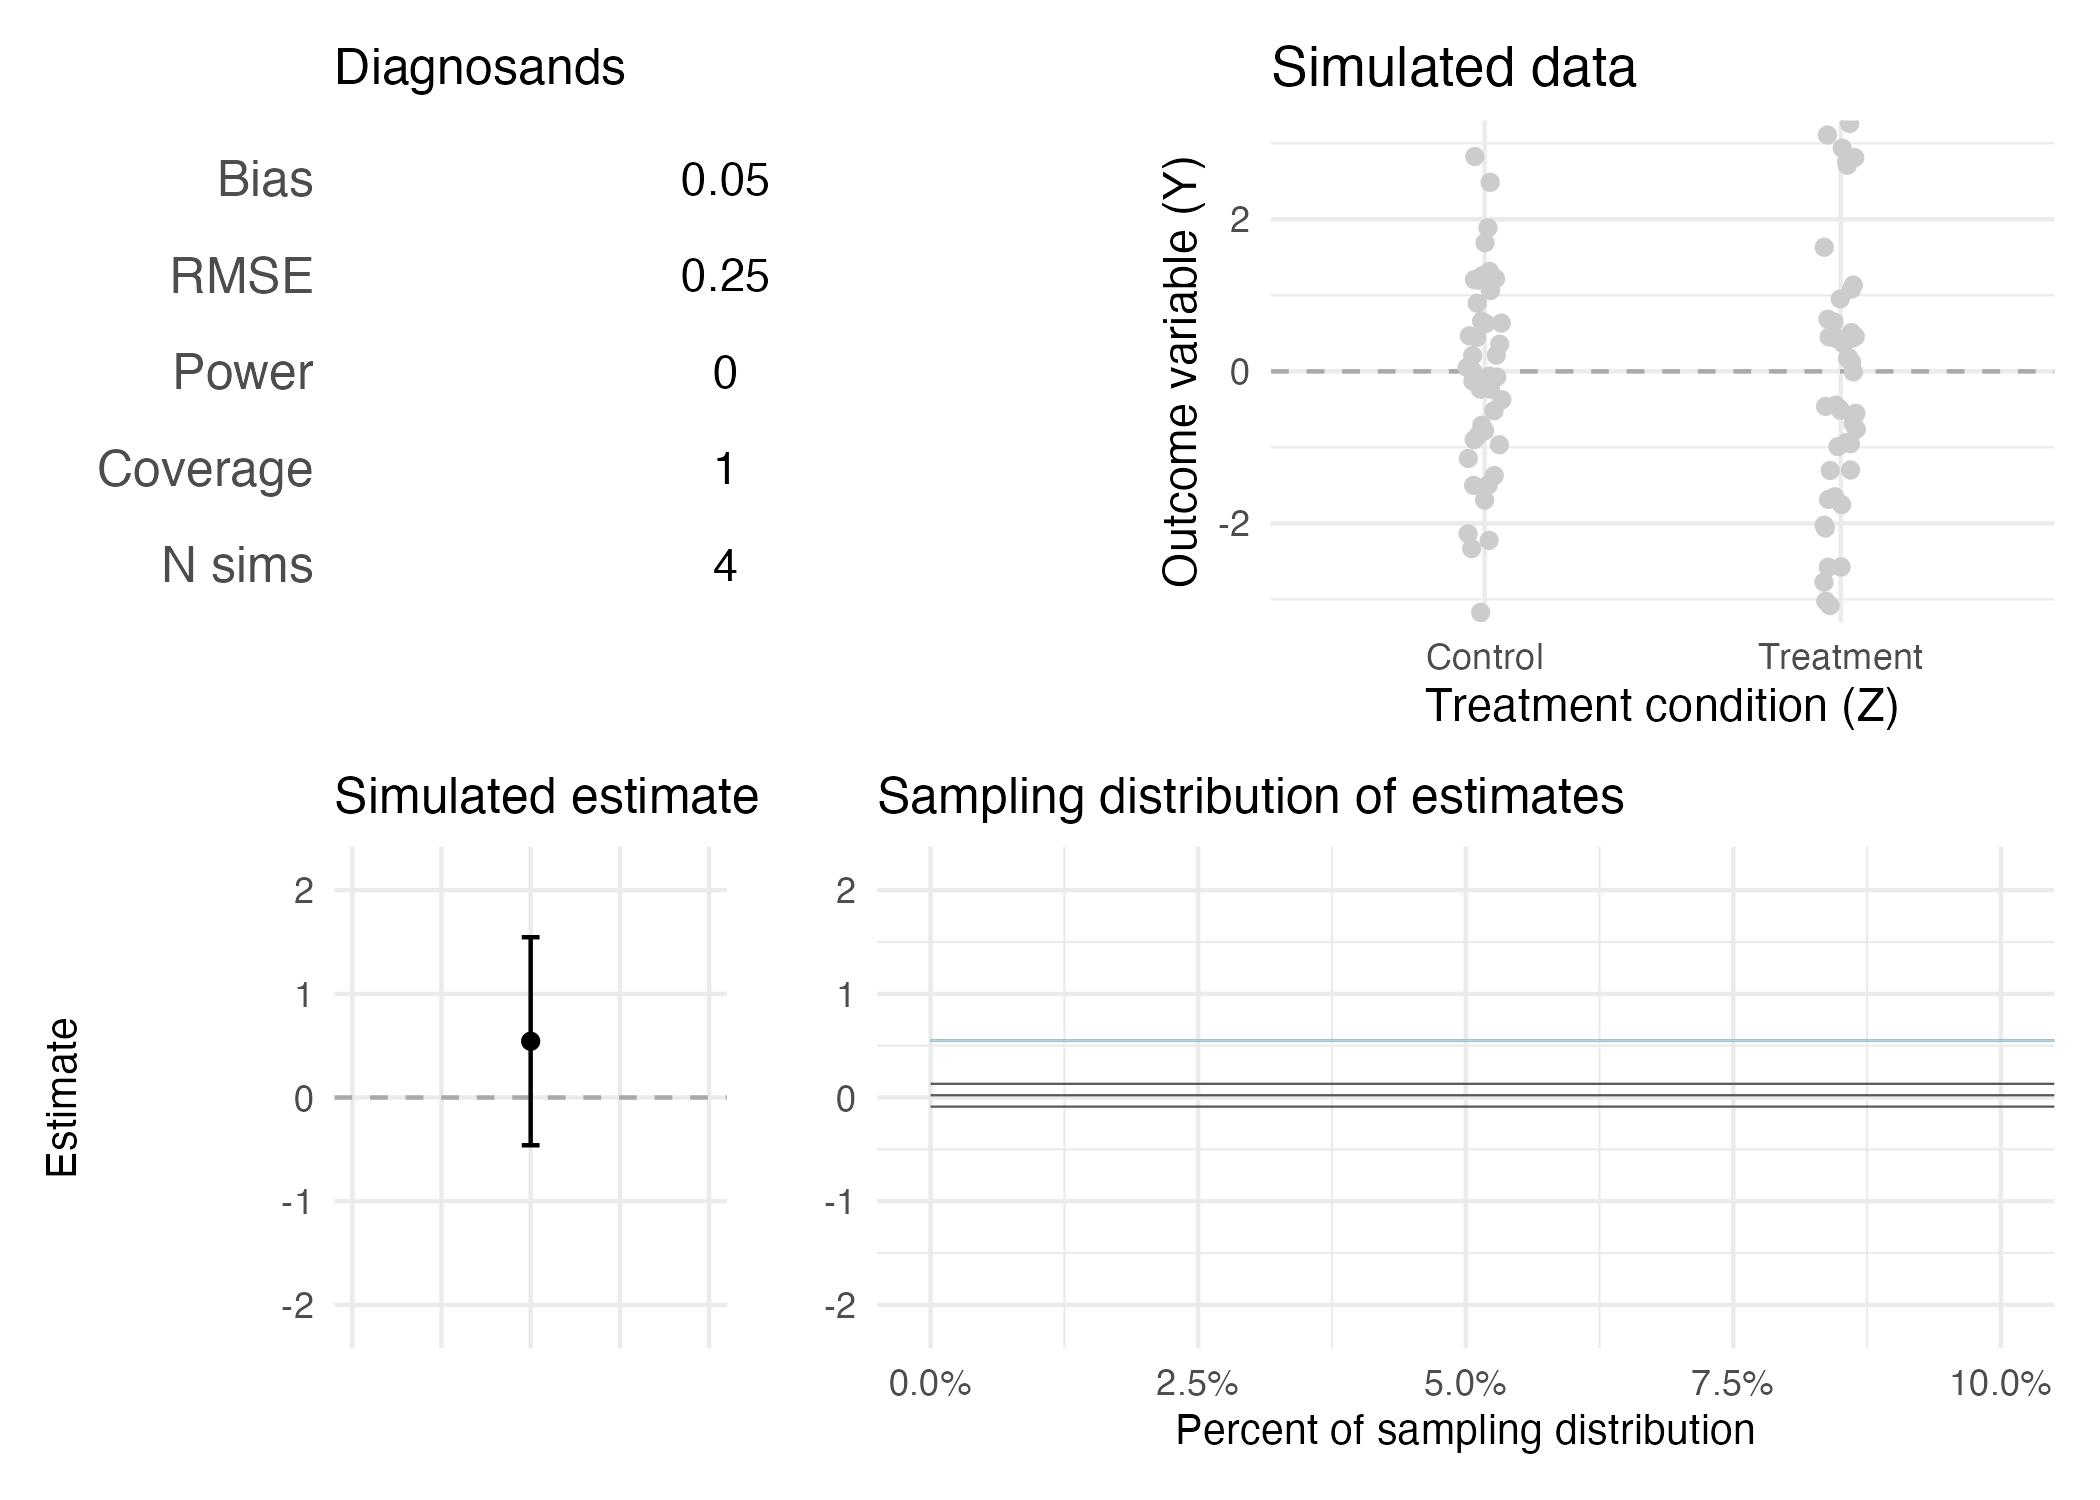 Diagnosands
Bias 0.05
RMSE 0.25
Power 0
Coverage 1
N sims 4
Simulated data
Outcome variable (Y)
2
0
-2
Control Treatment
Treatment condition (Z)
Simulated estimate
Estimate
2
1
0
-1
-2
Sampling distribution of estimates
2
1
0
-1
-2
0.0% 2.5% 5.0% 7.5% 10.0%
Percent of sampling distribution